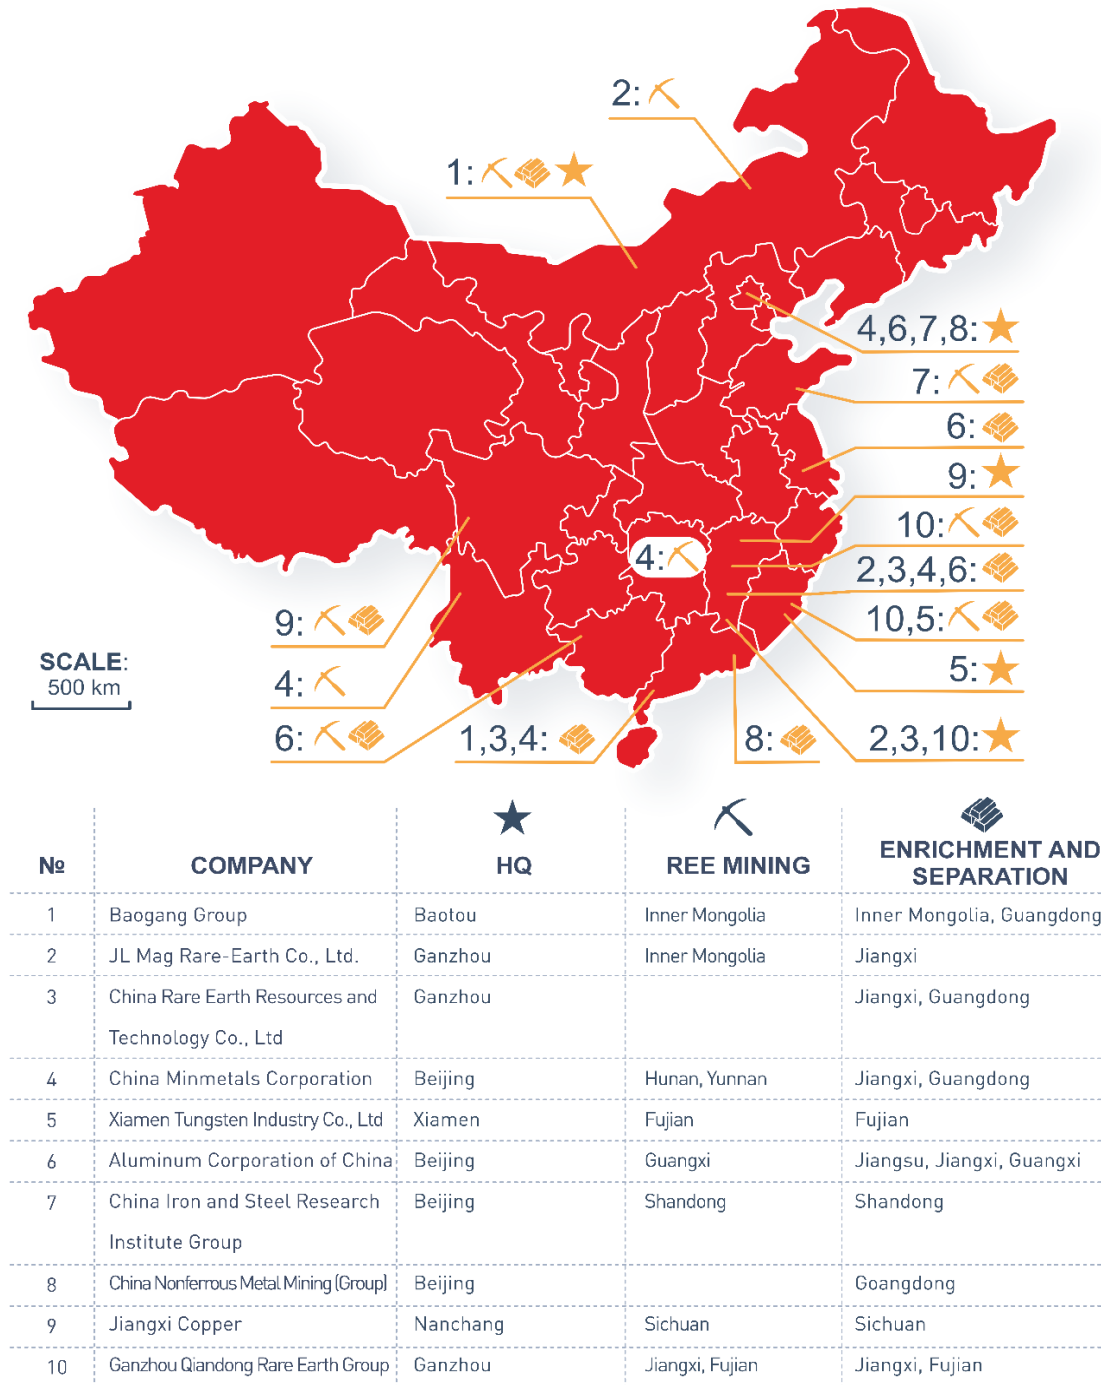 2:
1:
4,6,7,8:
7:
6:
9:
10:
4:
2,3,4,6:
10,5:
9:
5:
4:
6:
1,3,4:
8:
2,3,10:
SCALE:
500 km
№ COMPANY HQ REE MINING ENRICHMENT AND
SEPARATION
1 Baogang Group Baotou Inner Mongolia Inner Mongolia, Guangdong
2 JL Mag Rare-Earth Co., Ltd. Ganzhou Inner Mongolia Jiangxi
3 China Rare Earth Resources and Ganzhou Jiangxi, Guangdong
Technology Co., Ltd
4 China Minmetals Corporation Beijing Hunan, Yunnan Jiangxi, Guangdong
5 Xiamen Tungsten Industry Co., Ltd Xiamen Fujian Fujian
6 Aluminum Corporation of China Beijing Guangxi Jiangsu, Jiangxi, Guangxi
7 China Iron and Steel Research Beijing Shandong Shandong
Institute Group
8 China Nonferrous Metal Mining (Group) Beijing Goangdong
9 Jiangxi Copper Nanchang Sichuan Sichuan
10 Ganzhou Qiandong Rare Earth Group Ganzhou Jiangxi, Fujian Jiangxi, Fujian